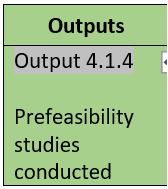 Outputs
Output 4.1.4
Prefeasibility
studies
conducted